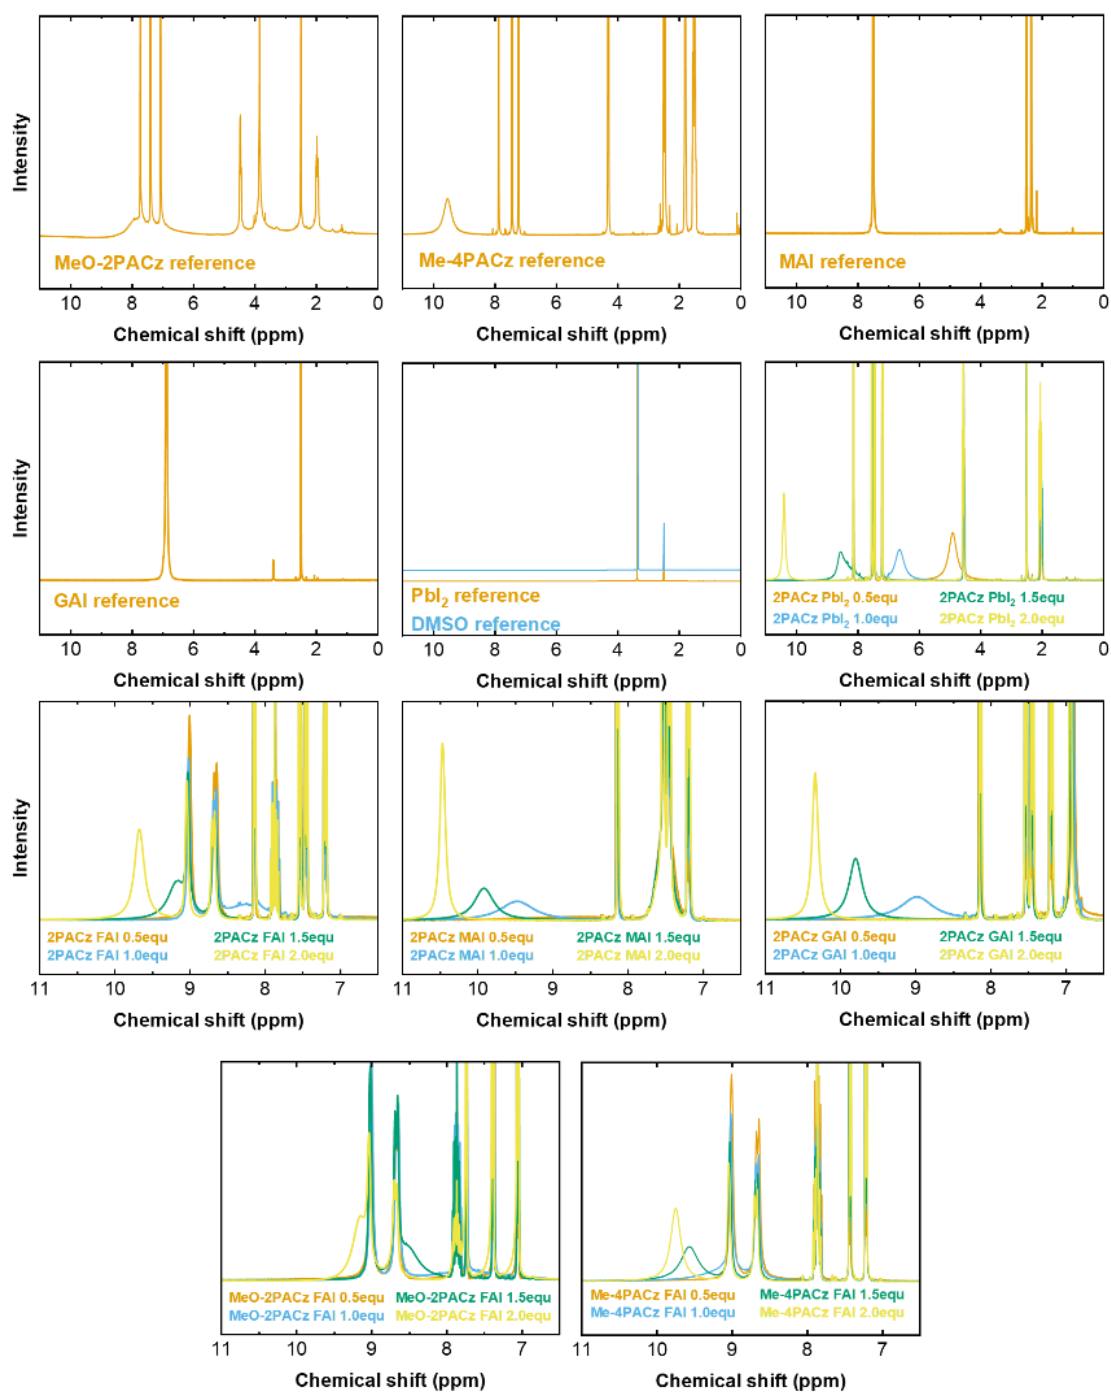 Intensity
MeO-2PACz reference
10 8 6 4 2 0
Chemical shift (ppm)
Me-4PACz reference
10 8 6 4 2 0
Chemical shift (ppm)
MAI reference
10 8 6 4 2 0
Chemical shift (ppm)
Intensity
GAI reference
10 8 6 4 2 0
Chemical shift (ppm)
PbI₂ reference
DMSO reference
10 8 6 4 2 0
Chemical shift (ppm)
2PACz PbI₂ 0.5equ 2PACz PbI₂ 1.5equ
2PACz PbI₂ 1.0equ 2PACz PbI₂ 2.0equ
10 8 6 4 2 0
Chemical shift (ppm)
Intensity
2PACz FAI 0.5equ 2PACz FAI 1.5equ
2PACz FAI 1.0equ 2PACz FAI 2.0equ
11 10 9 8 7
Chemical shift (ppm)
2PACz MAI 0.5equ 2PACz MAI 1.5equ
2PACz MAI 1.0equ 2PACz MAI 2.0equ
11 10 9 8 7
Chemical shift (ppm)
2PACz GAI 0.5equ 2PACz GAI 1.5equ
2PACz GAI 1.0equ 2PACz GAI 2.0equ
11 10 9 8 7
Chemical shift (ppm)
MeO-2PACz FAI 0.5equ MeO-2PACz FAI 1.5equ
MeO-2PACz FAI 1.0equ MeO-2PACz FAI 2.0equ
11 10 9 8 7
Chemical shift (ppm)
Me-4PACz FAI 0.5equ Me-4PACz FAI 1.5equ
Me-4PACz FAI 1.0equ Me-4PACz FAI 2.0equ
11 10 9 8 7
Chemical shift (ppm)